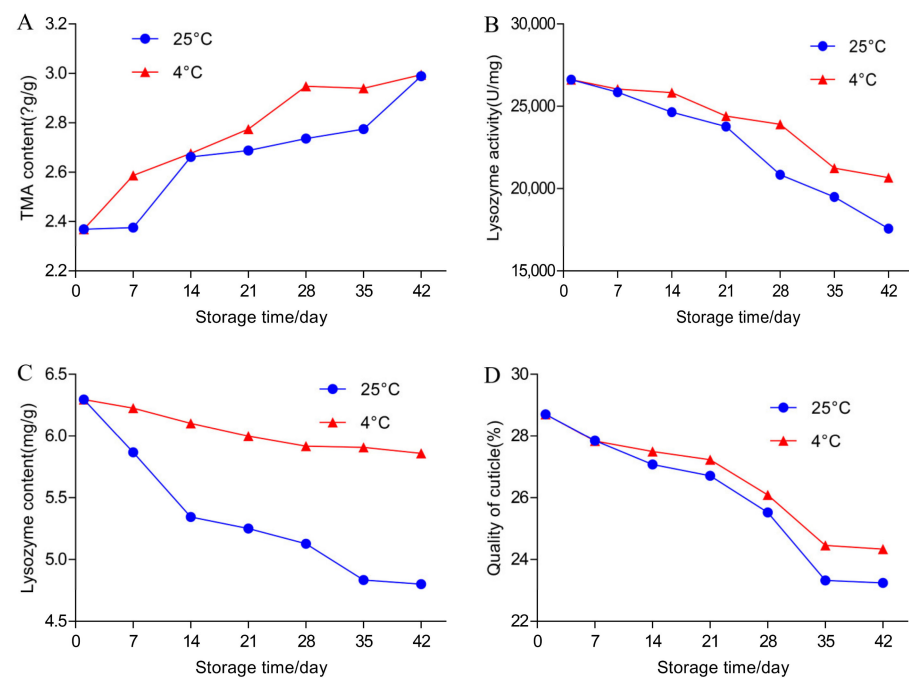 A
3.2
3.0
2.8
2.6
2.4
2.2
TMA content(?g/g)
25°C
4°C
0 7 14 21 28 35 42
Storage time/day
B
30,000
25,000
20,000
15,000
Lysozyme activity(U/mg)
25°C
4°C
0 7 14 21 28 35 42
Storage time/day
C
6.5
6.0
5.5
5.0
4.5
Lysozyme content(mg/g)
25°C
4°C
0 7 14 21 28 35 42
Storage time/day
D
30
28
26
24
22
Quality of cuticle(%)
25°C
4°C
0 7 14 21 28 35 42
Storage time/day